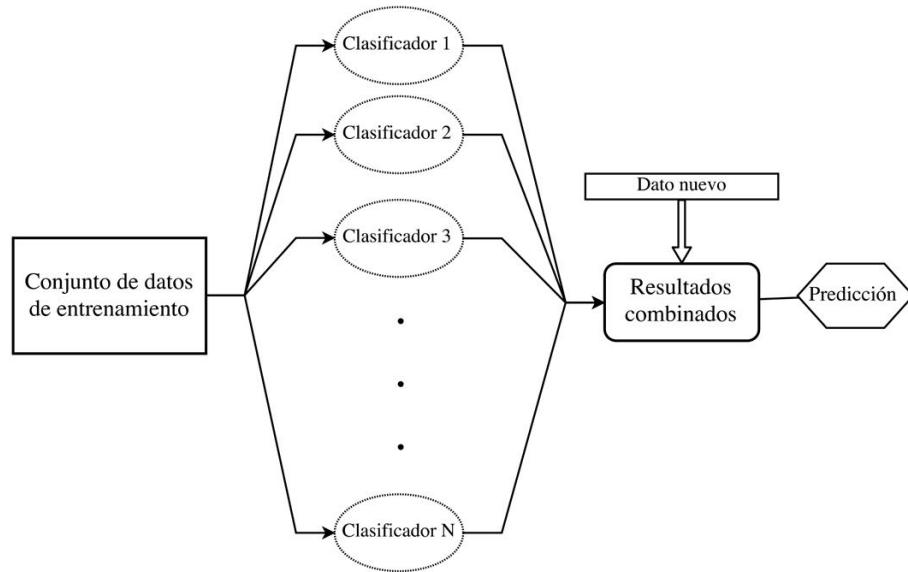 Clasificador 1
Clasificador 2
Clasificador 3
Conjunto de datos
de entrenamiento
Clasificador N
Dato nuevo
Resultados
combinados
Predicción